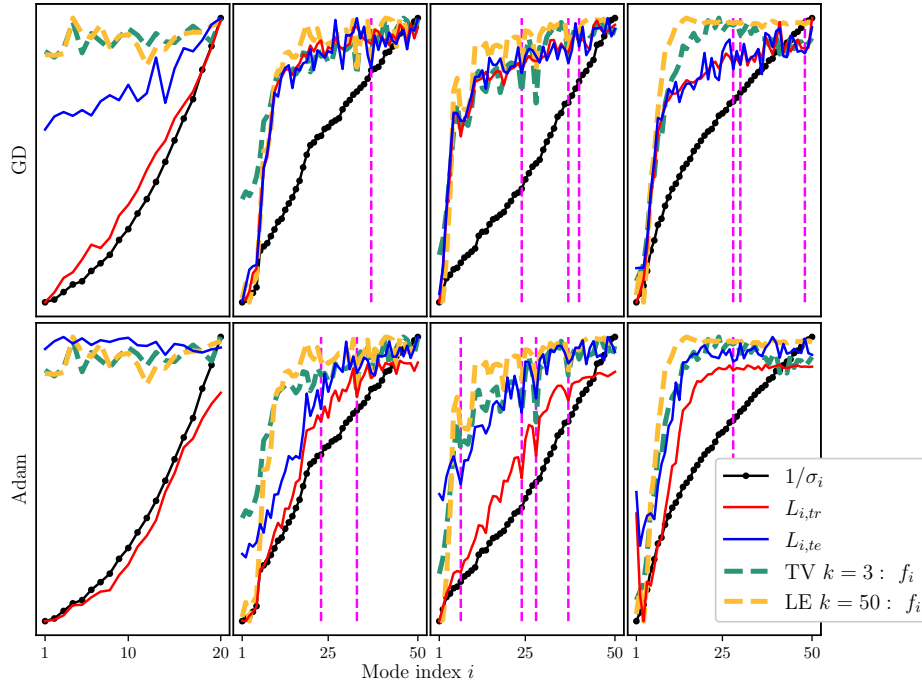 GD
Adam
1/σ_i
L_{i,tr}
L_{i,te}
TV k = 3 : f_i
LE k = 50 : f_i
1 10 20
1 25 50
1 25 50
1 25 50
Mode index i